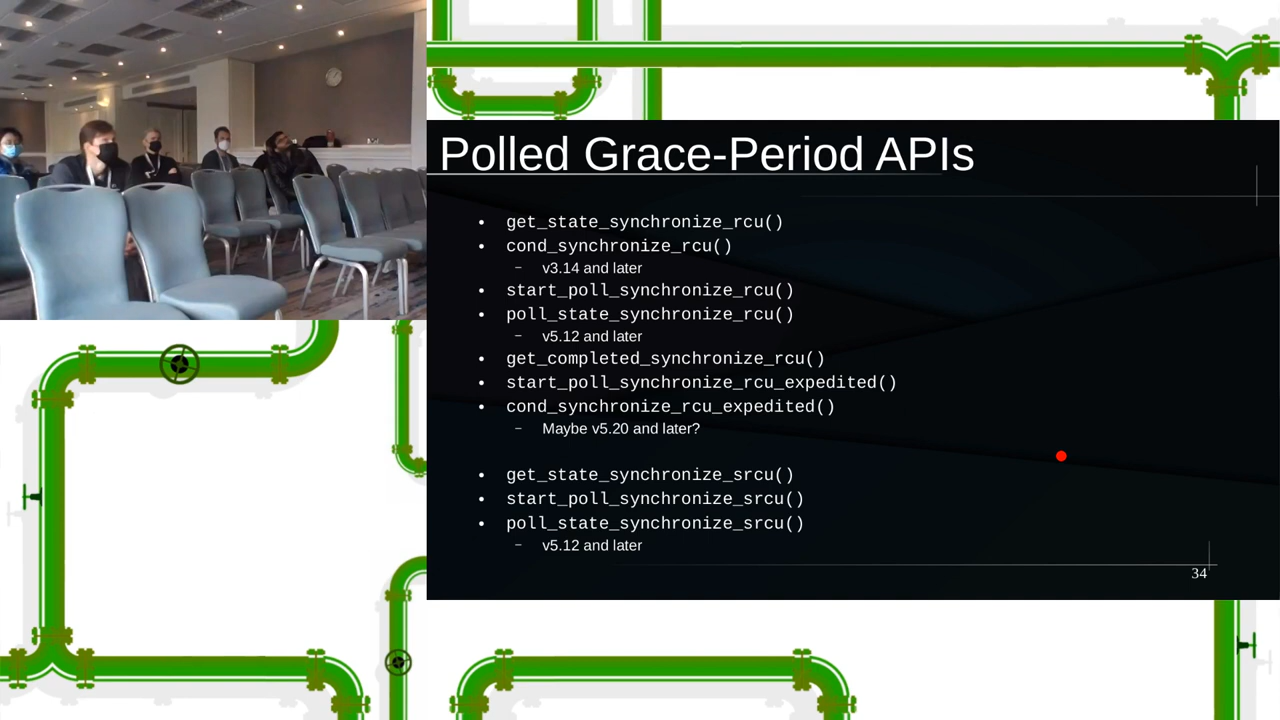 Polled Grace-Period APIs
• get_state_synchronize_rcu()
• cond_synchronize_rcu()
– v3.14 and later
• start_poll_synchronize_rcu()
• poll_state_synchronize_rcu()
– v5.12 and later
• get_completed_synchronize_rcu()
• start_poll_synchronize_rcu_expedited()
• cond_synchronize_rcu_expedited()
– Maybe v5.20 and later?
• get_state_synchronize_srcu()
• start_poll_synchronize_srcu()
• poll_state_synchronize_srcu()
– v5.12 and later
34